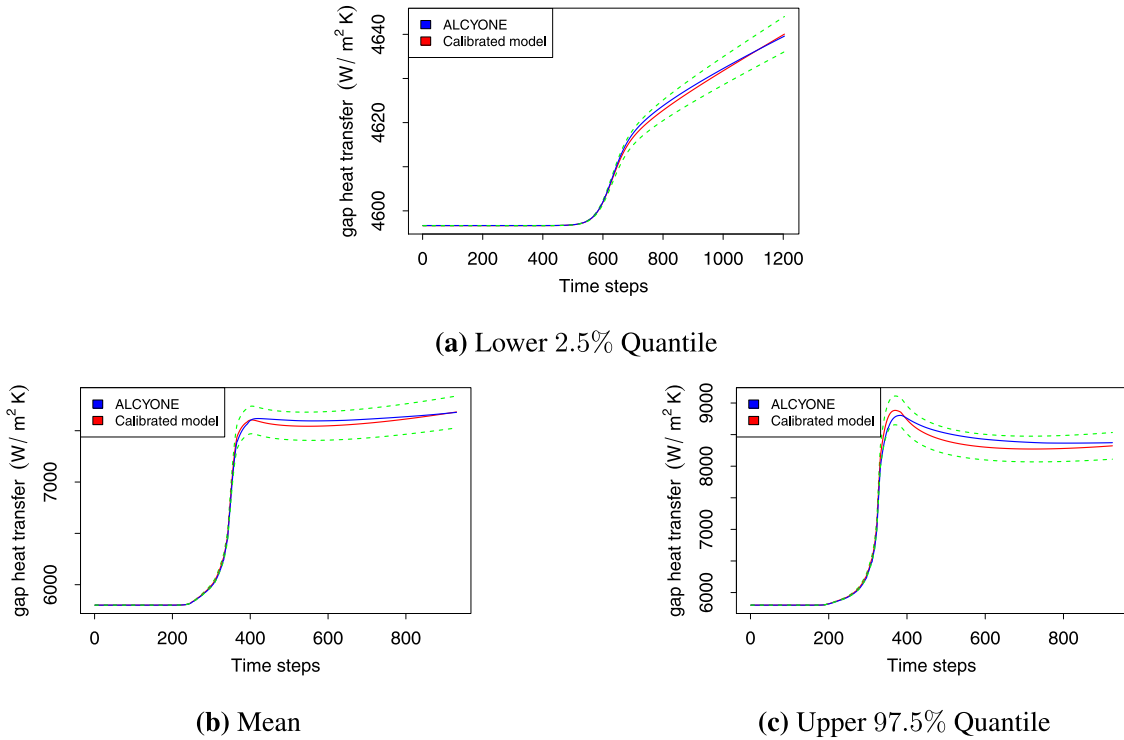 ALCYONE
Calibrated model
gap heat transfer (W/ m² K)
4600
4620
4640
0 200 400 600 800 1000 1200
Time steps
(a) Lower 2.5% Quantile
ALCYONE
Calibrated model
gap heat transfer (W/ m² K)
6000
7000
0 200 400 600 800
Time steps
(b) Mean
ALCYONE
Calibrated model
gap heat transfer (W/ m² K)
6000
7000
8000
9000
0 200 400 600 800
Time steps
(c) Upper 97.5% Quantile